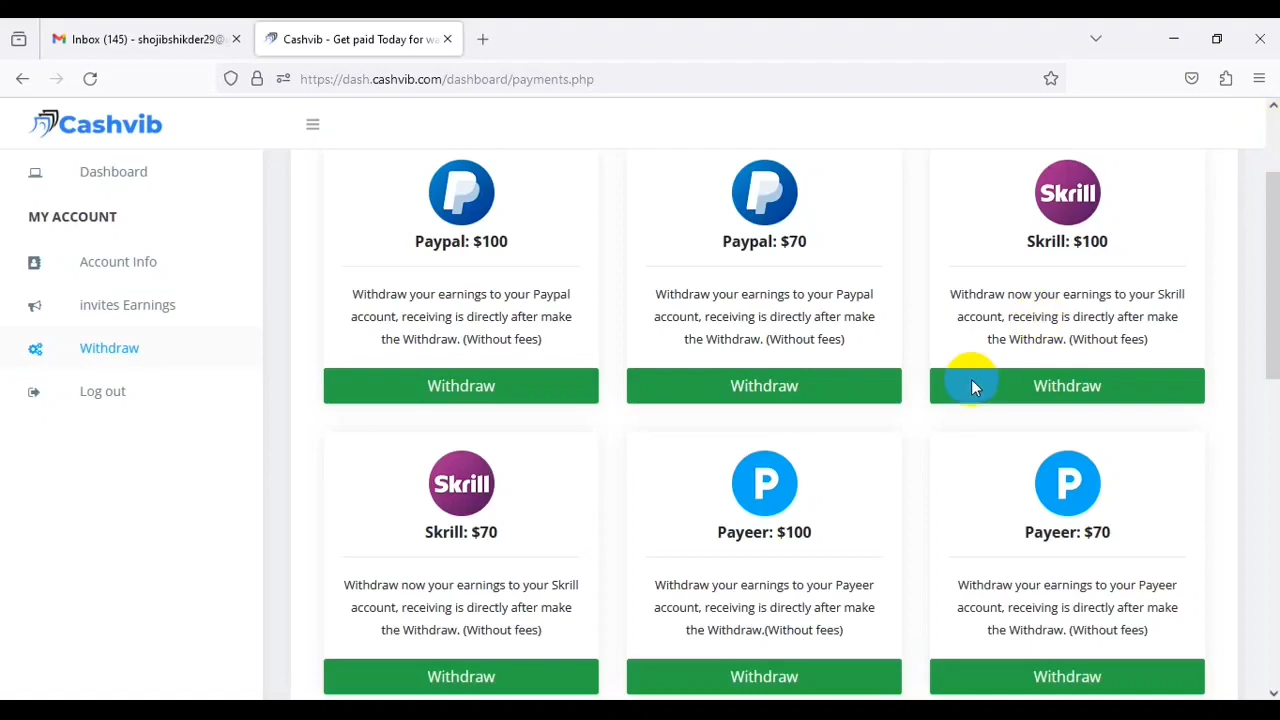 Inbox (145) - shojibshikder29@
Cashvib - Get paid Today for wa
https://dash.cashvib.com/dashboard/payments.php
Cashvib
Dashboard
MY ACCOUNT
Account Info
invites Earnings
Withdraw
Log out
Paypal: $100
Withdraw your earnings to your Paypal
account, receiving is directly after make
the Withdraw. (Without fees)
Withdraw
Paypal: $70
Withdraw your earnings to your Paypal
account, receiving is directly after make
the Withdraw. (Without fees)
Withdraw
Skrill
Skrill: $100
Withdraw now your earnings to your Skrill
account, receiving is directly after make
the Withdraw. (Without fees)
Withdraw
Skrill
Skrill: $70
Withdraw now your earnings to your Skrill
account, receiving is directly after make
the Withdraw. (Without fees)
Withdraw
P
Payeer: $100
Withdraw your earnings to your Payeer
account, receiving is directly after make
the Withdraw.(Without fees)
Withdraw
P
Payeer: $70
Withdraw your earnings to your Payeer
account, receiving is directly after make
the Withdraw. (Without fees)
Withdraw